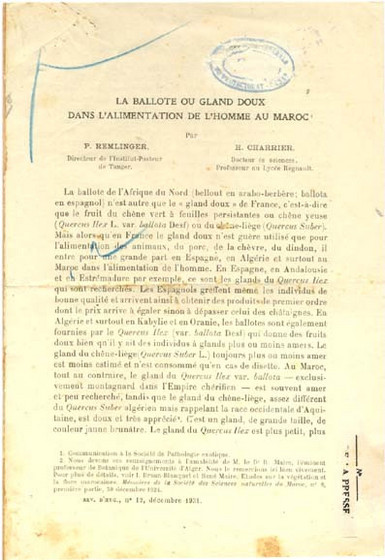 LA BALLOTE OU GLAND DOUX
DANS L'ALIMENTATION DE L'HOMME AU MAROC¹
Par
P. REMLINGER, H. CHARRIER,
Directeur de l'Institut-Pasteur Docteur ès sciences,
de Tanger. Professeur au Lycée Regnault.
La ballote de l'Afrique du Nord (bellout en arabo-berbère; ballota
en espagnol) n'est autre que le « gland doux » de France, c'est-à-dire
que le fruit du chêne vert à feuilles persistantes ou chêne yeuse
(Quercus Ilex L. var. ballota Desf) ou du chêne-liège (Quercus Suber).
Mais alors qu'en France le gland doux n'est guère utilisé que pour
l'alimentation des animaux, du porc, de la chèvre, du dindon, il
entre pour une grande part en Espagne, en Algérie et surtout au
Maroc dans l'alimentation de l'homme. En Espagne, en Andalousie
et en Estrémadure par exemple, ce sont les glands du Quercus Ilex
qui sont recherchés. Les Espagnols greffent même les individus de
bonne qualité et arrivent ainsi à obtenir des produits de premier ordre
dont le prix arrive à égaler sinon à dépasser celui des châtaignes. En
Algérie et surtout en Kabylie et en Oranie, les ballotes sont également
fournies par le Quercus Ilex (var. ballota Desf) qui donne des fruits
doux bien qu'il y ait des individus à glands plus ou moins amers. Le
gland du chêne-liège (Quercus Suber L.) toujours plus ou moins amer
est moins estimé et n'est consommé qu'en cas de disette. Au Maroc,
tout au contraire, le gland du Quercus Ilex var. ballota — exclusi-
vement montagnard dans l'Empire chérifien — est souvent amer
et peu recherché, tandis que le gland du chêne-liège, assez différent
du Quercus Suber algérien mais rappelant la race occidentale d'Aqui-
taine, est doux et très apprécié². C'est un gland, de grande taille, de
couleur jaune brunâtre. Le gland du Quercus Ilex est plus petit, plus
1. Communication à la Société de Pathologie exotique.
2. Nous devons ces renseignements à l'amabilité de M. le Dr R. Maire, l'éminent
professeur de Botanique de l'Université d'Alger. Nous le remercions ici bien vivement.
Pour plus de détails, voir
la flore marocaines. Mémoires de la Société des Sciences naturelles du Maroc, n° 8,
première partie, 30 décembre 1924.
n° 12, décembre 1931.
LA PRESSE